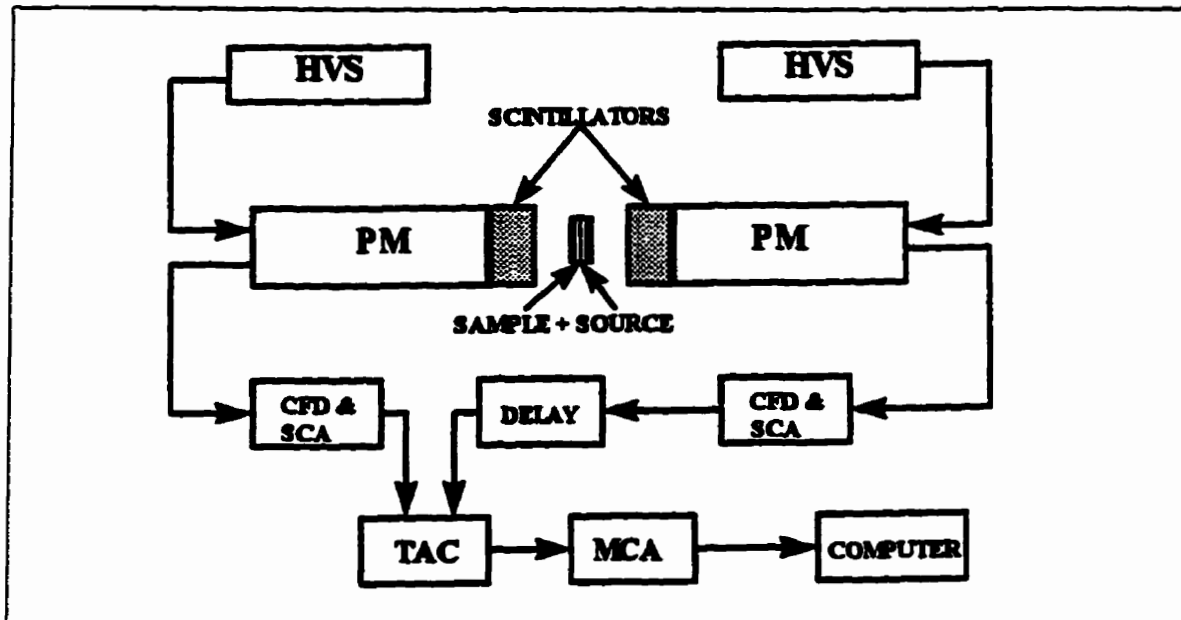 HVS
HVS
SCINTILLATORS
PM
PM
SAMPLE + SOURCE
CFD &
SCA
DELAY
CFD &
SCA
TAC
MCA
COMPUTER